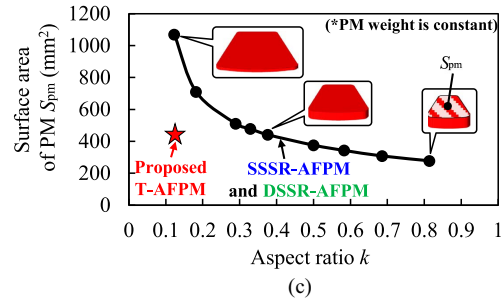 1200
1000
800
600
400
200
0
Surface area
of PM Spm (mm²)
(*PM weight is constant)
Spm
Proposed
T-AFPM
SSSR-AFPM
and DSSR-AFPM
0 0.1 0.2 0.3 0.4 0.5 0.6 0.7 0.8 0.9 1
Aspect ratio k
(c)